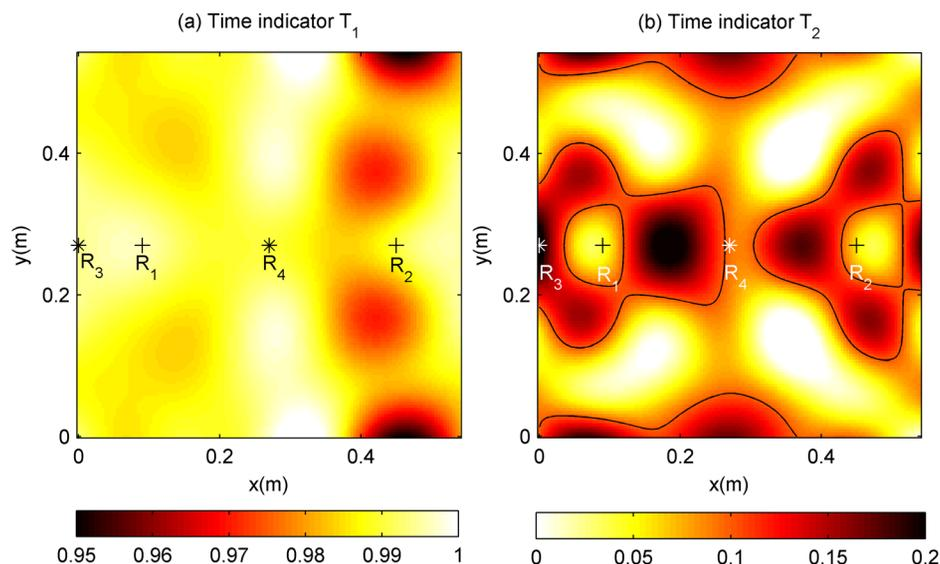 (a) Time indicator T1
(b) Time indicator T2
y(m)
0.4
0.2
0
R3
R1
R4
R2
0
0.2
0.4
x(m)
0.95
0.96
0.97
0.98
0.99
1
y(m)
0.4
0.2
0
R3
R1
R4
R2
0
0.2
0.4
x(m)
0
0.05
0.1
0.15
0.2